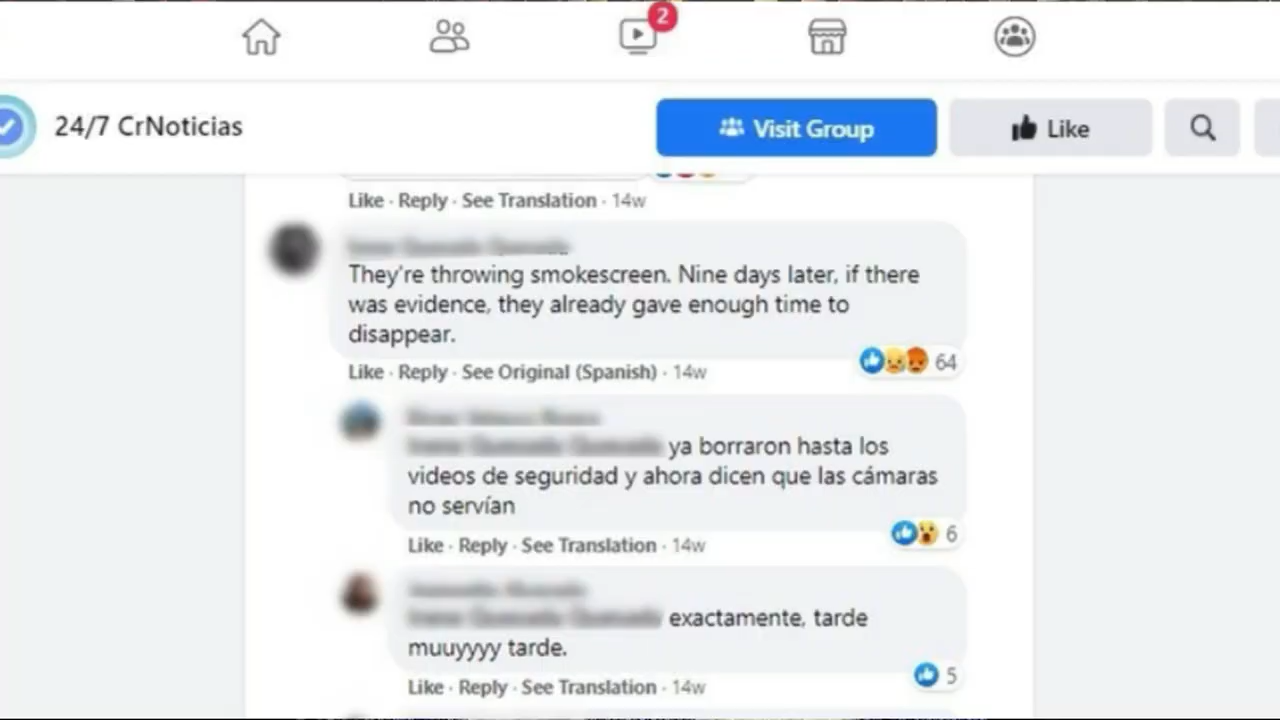 2
24/7 CrNoticias
Visit Group
Like
Like · Reply · See Translation · 14w
They're throwing smokescreen. Nine days later, if there
was evidence, they already gave enough time to
disappear.
64
Like · Reply · See Original (Spanish) · 14w
ya borraron hasta los
videos de seguridad y ahora dicen que las cámaras
no servían
6
Like · Reply · See Translation · 14w
exactamente, tarde
muuyyyy tarde.
5
Like · Reply · See Translation · 14w